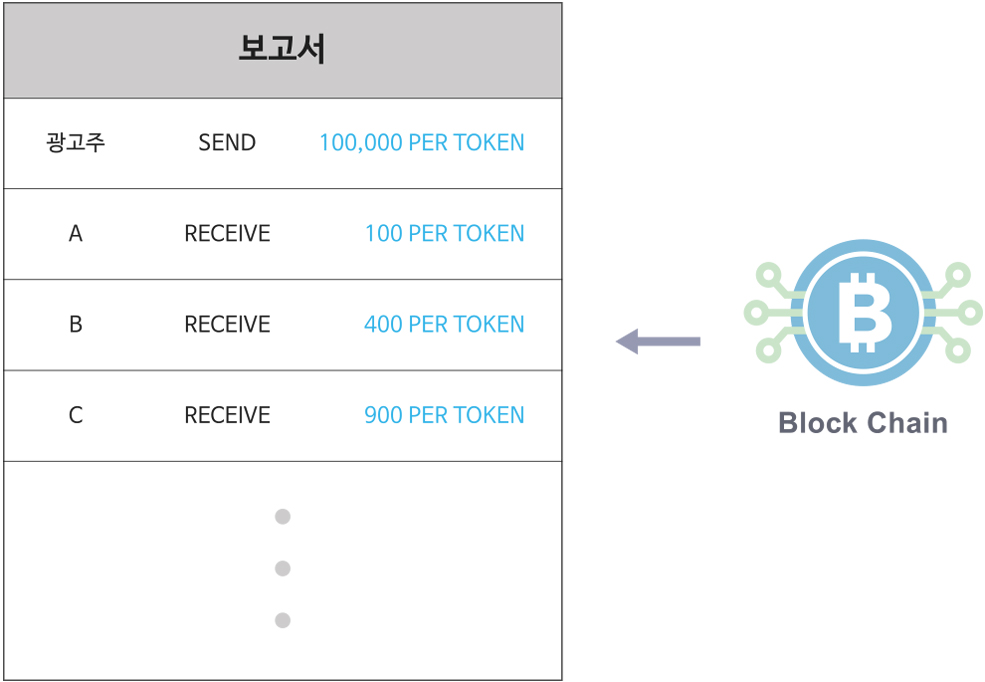 보고서
광고주 SEND 100,000 PER TOKEN
A RECEIVE 100 PER TOKEN
B RECEIVE 400 PER TOKEN
C RECEIVE 900 PER TOKEN
B
Block Chain